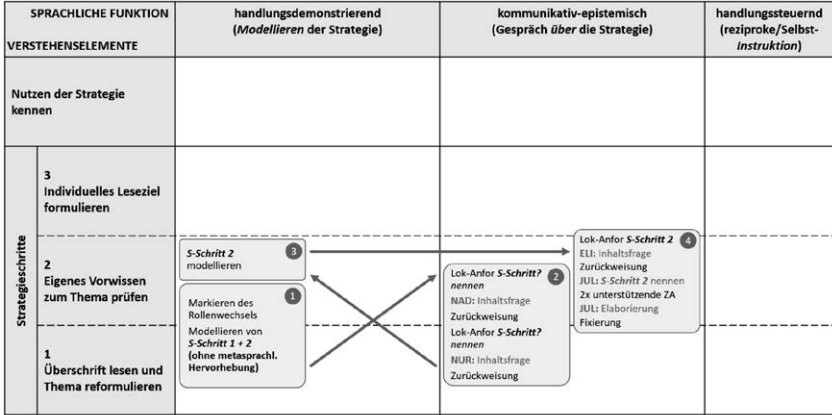 SPRACHLICHE FUNKTION
VERSTEHENSELEMENTE
handlungsdemonstrierend
(Modellieren der Strategie)
kommunikativ-epistemisch
(Gespräch über die Strategie)
handlungssteuernd
(reziproke/Selbst-
Instruktion)
Nutzen der Strategie
kennen
Strategieschritte
3
Individuelles Leseziel
formulieren
2
Eigenes Vorwissen
zum Thema prüfen
1
Überschrift lesen und
Thema reformulieren
S-Schritt 2
modellieren
3
Markieren des
Rollenwechsels
Modellieren von
S-Schritt 1 + 2
(ohne metasprachl.
Hervorhebung)
1
Lok-Anfor S-Schritt?
nennen
NAD: Inhaltsfrage
Zurückweisung
Lok-Anfor S-Schritt?
nennen
NUR: Inhaltsfrage
Zurückweisung
2
Lok-Anfor S-Schritt 2
ELI: Inhaltsfrage
Zurückweisung
JUL: S-Schritt 2 nennen
2x unterstützende ZA
JUL: Elaborierung
Fixierung
4